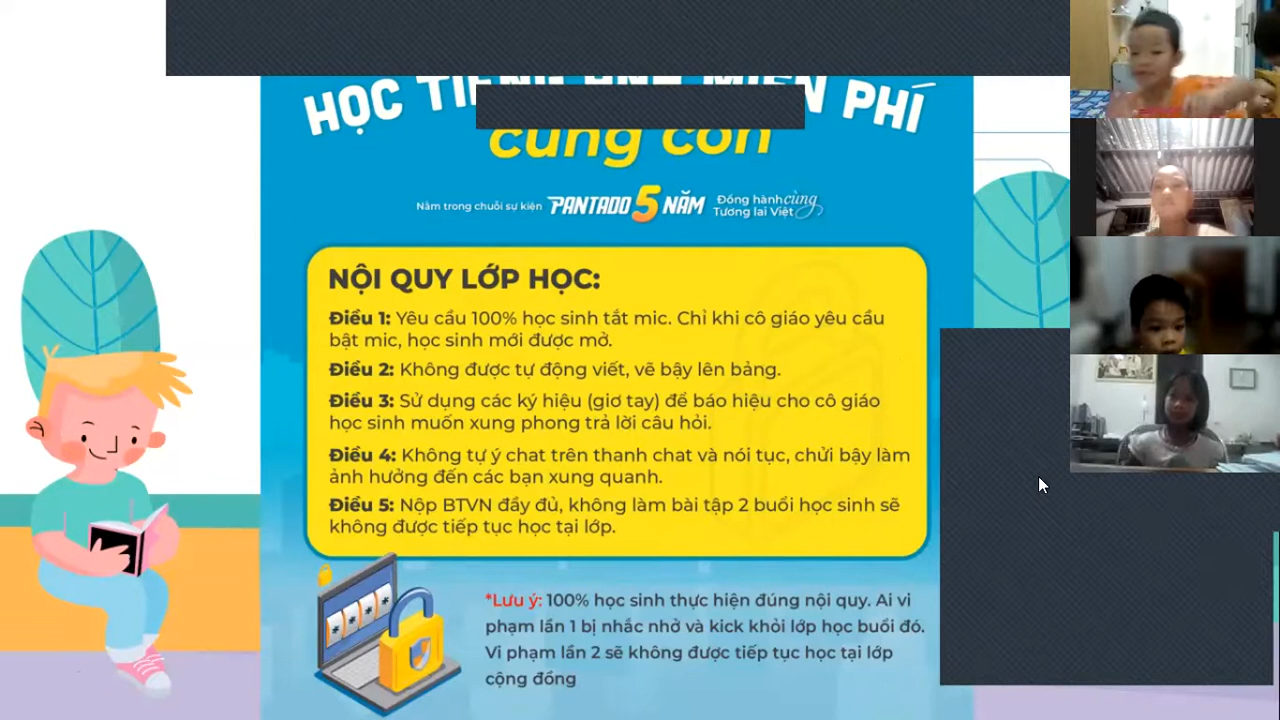 HỌC PHÍ
cùng con
Nằm trong chuỗi sự kiện PANTADO 5 NĂM Đồng hành cùng
Tương lai Việt
NỘI QUY LỚP HỌC:
Điều 1: Yêu cầu 100% học sinh tắt mic. Chỉ khi cô giáo yêu cầu
bật mic, học sinh mới được mở.
Điều 2: Không được tự động viết, vẽ bậy lên bảng.
Điều 3: Sử dụng các ký hiệu (giơ tay) để báo hiệu cho cô giáo
học sinh muốn xung phong trả lời câu hỏi.
Điều 4: Không tự ý chat trên thanh chat và nói tục, chửi bậy làm
ảnh hưởng đến các bạn xung quanh.
Điều 5: Nộp BTVN đầy đủ, không làm bài tập 2 buổi học sinh sẽ
không được tiếp tục học tại lớp.
*Lưu ý: 100% học sinh thực hiện đúng nội quy. Ai vi
phạm lần 1 bị nhắc nhở và kick khỏi lớp học buổi đó.
Vi phạm lần 2 sẽ không được tiếp tục học tại lớp
cộng đồng